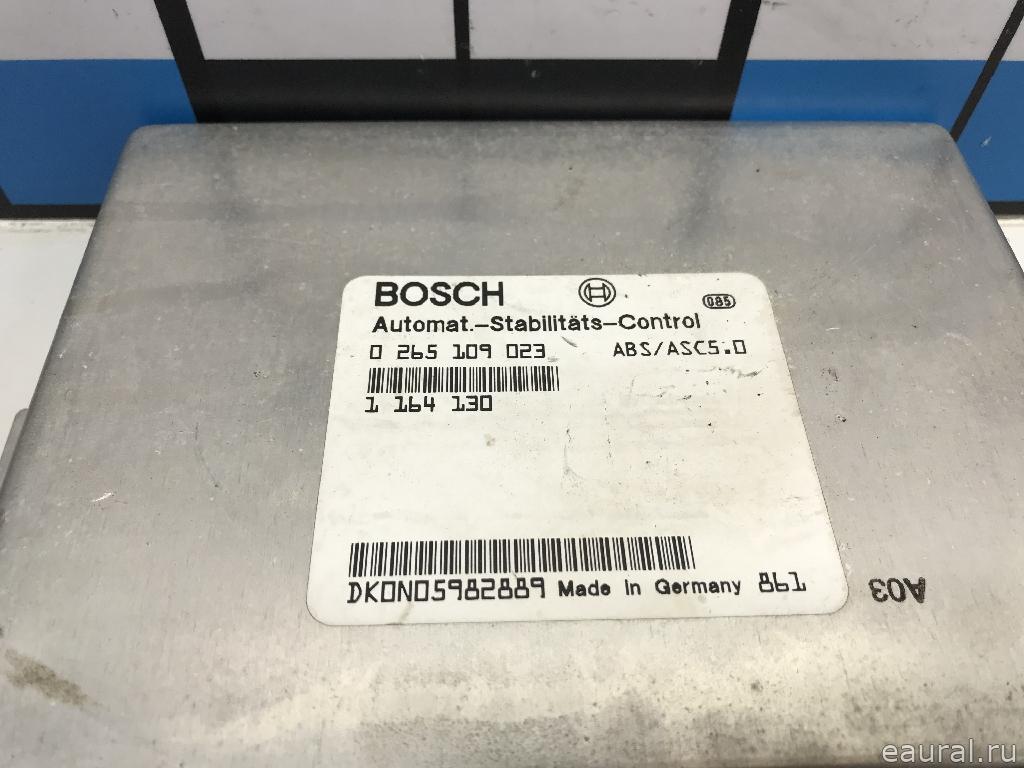 BOSCH
085
Automat.-Stabilitäts-Control
0 265 109 023 ABS/ASC5.0
1 164 130
DK0N05982889 Made in Germany 861
A03
eaural.ru